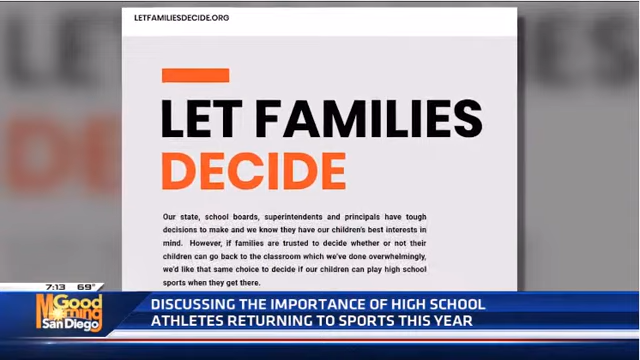 LETFAMILIESDECIDE.ORG
LET FAMILIES
DECIDE
Our state, school boards, superintendents and principals have tough
decisions to make and we know they have our children's best interests in
mind. However, if families are trusted to decide whether or not their
children can go back to the classroom which we've done overwhelmingly,
we'd like that same choice to decide if our children can play high school
sports when they get there.
7:13 69°
Good
Morning
San Diego
DISCUSSING THE IMPORTANCE OF HIGH SCHOOL
ATHLETES RETURNING TO SPORTS THIS YEAR